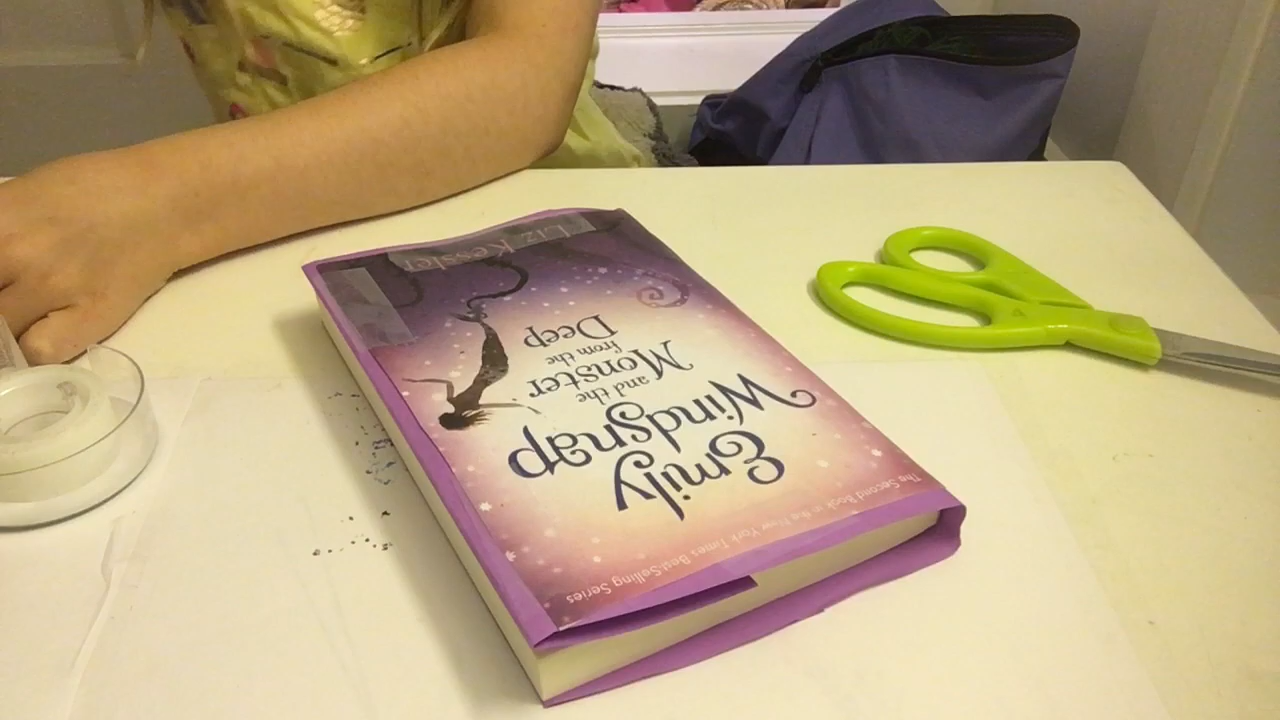 The Second Book in the New York Times Best-Selling Series
Emily
Windsnap
and the
Monster
from the
Deep
Liz Kessler